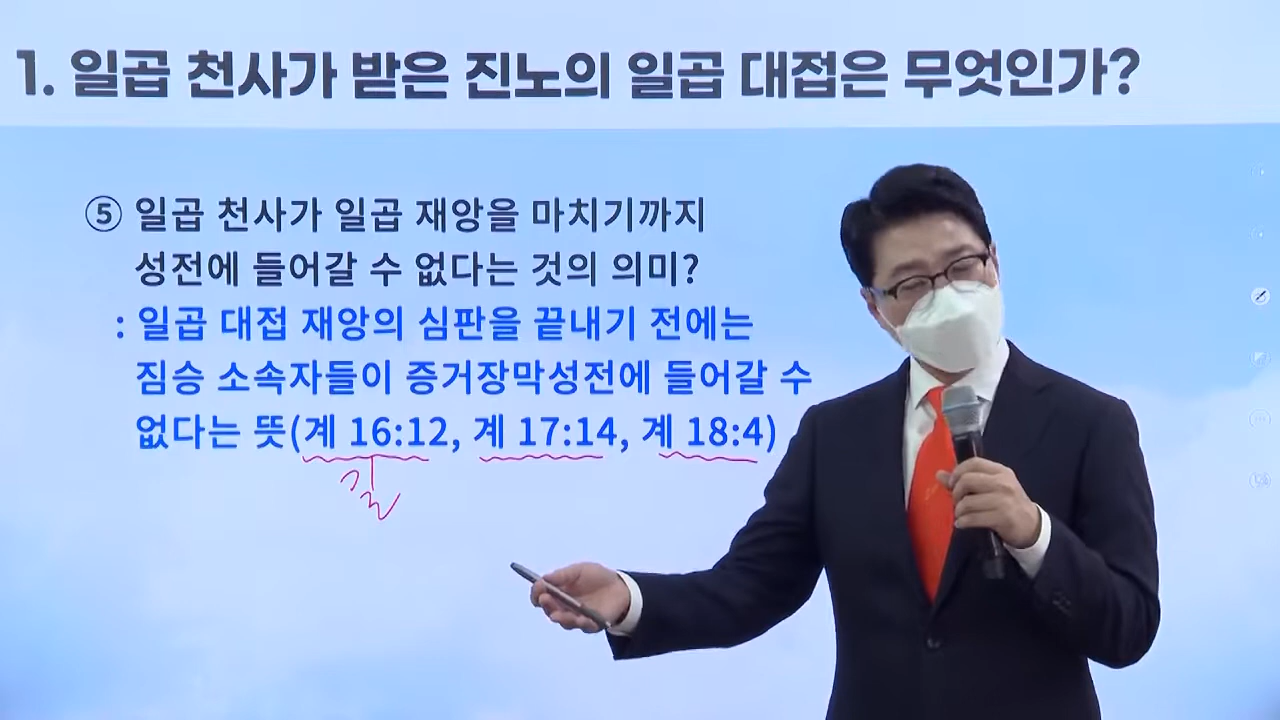 1. 일곱 천사가 받은 진노의 일곱 대접은 무엇인가?
⑤ 일곱 천사가 일곱 재앙을 마치기까지
성전에 들어갈 수 없다는 것의 의미?
: 일곱 대접 재앙의 심판을 끝내기 전에는
짐승 소속자들이 증거장막성전에 들어갈 수
없다는 뜻(계 16:12, 계 17:14, 계 18:4)
길